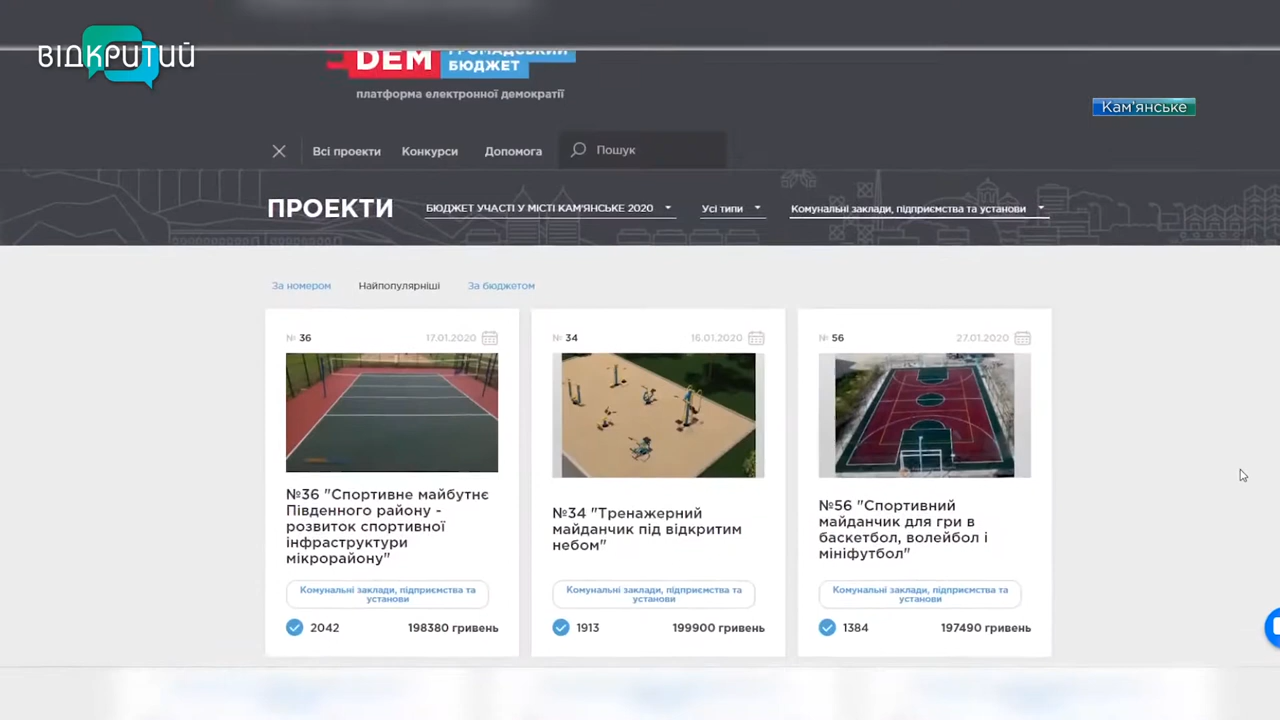 ВІДКРИТИЙ
DEM
ГРОМАДСЬКИЙ
БЮДЖЕТ
платформа електронної демократії
Кам'янське
Всі проекти Конкурси Допомога Пошук
ПРОЕКТИ БЮДЖЕТ УЧАСТІ У МІСТІ КАМ'ЯНСЬКЕ 2020 Усі типи Комунальні заклади, підприємства та установи
За номером Найпопулярніші За бюджетом
№ 36 17.01.2020
№36 "Спортивне майбутнє
Південного району -
розвиток спортивної
інфраструктури
мікрорайону"
Комунальні заклади, підприємства та
установи
2042 198380 гривень
№ 34 16.01.2020
№34 "Тренажерний
майданчик під відкритим
небом"
Комунальні заклади, підприємства та
установи
1913 199900 гривень
№ 56 27.01.2020
№56 "Спортивний
майданчик для гри в
баскетбол, волейбол і
мініфутбол"
Комунальні заклади, підприємства та
установи
1384 197490 гривень